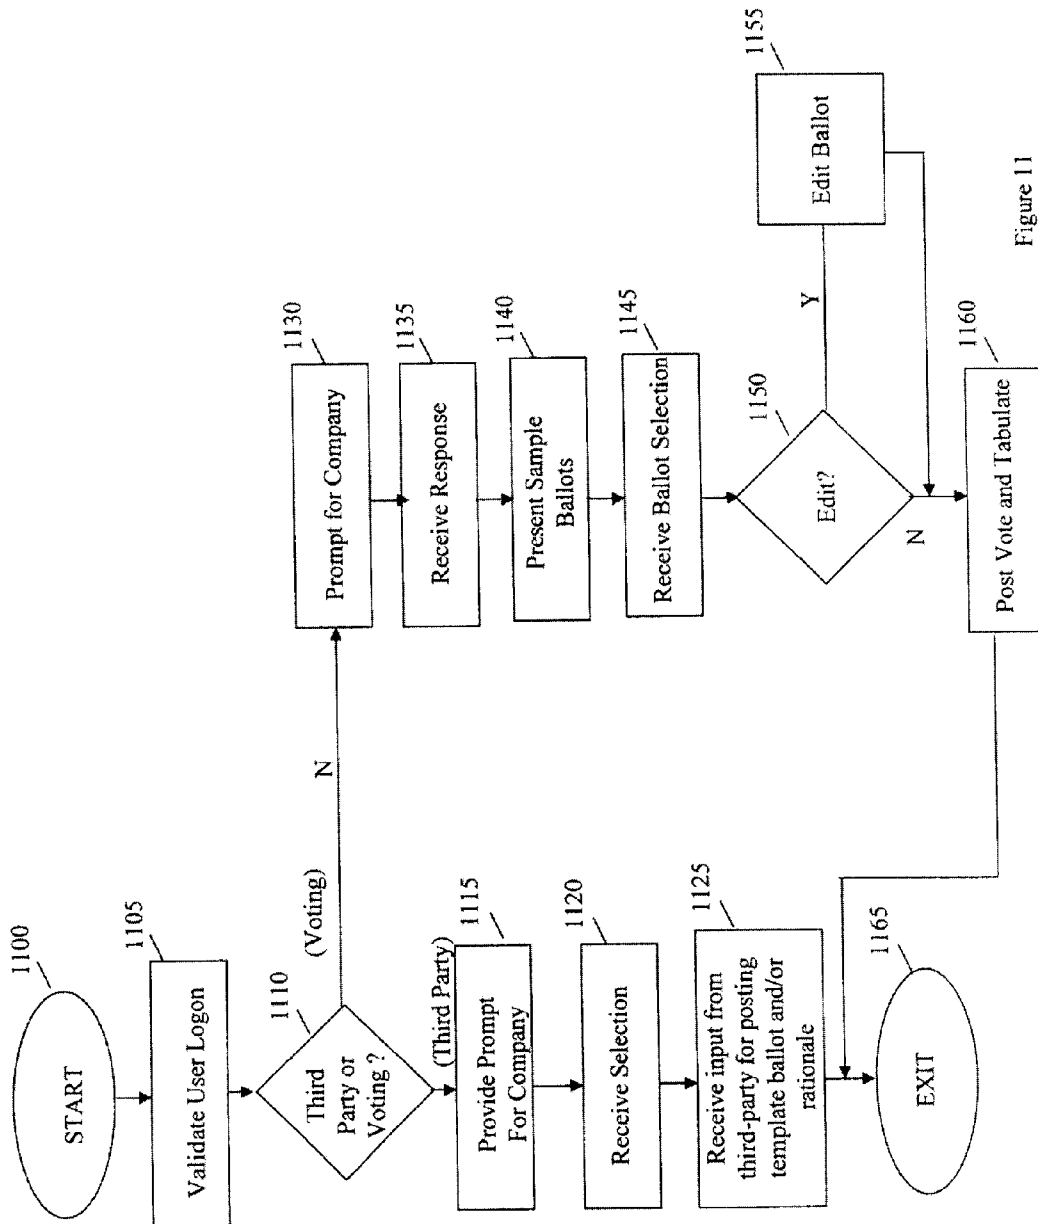 1100
START
1105
Validate User Logon
1110
Third
Party or
Voting ?
(Voting)
N
(Third Party)
1115
Provide Prompt
For Company
1120
Receive Selection
1125
Receive input from
third-party for posting
template ballot and/or
rationale
1165
EXIT
1130
Prompt for Company
1135
Receive Response
1140
Present Sample
Ballots
1145
Receive Ballot Selection
1150
Edit?
Y
N
1155
Edit Ballot
1160
Post Vote and Tabulate
Figure 11